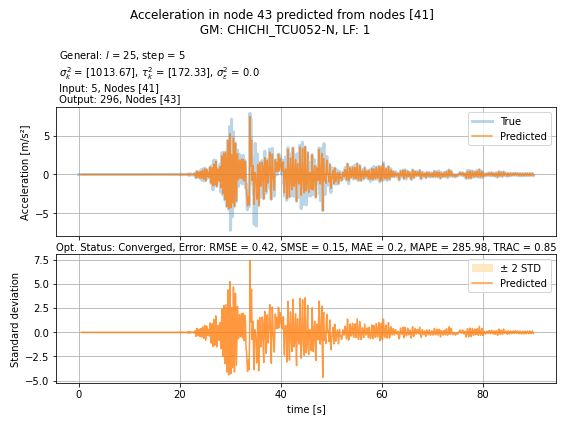 Acceleration in node 43 predicted from nodes [41]
GM: CHICHI_TCU052-N, LF: 1
General: l = 25, step = 5
σ²ₖ = [1013.67], τ²ₖ = [172.33], σ²ₑ = 0.0
Input: 5, Nodes [41]
Output: 296, Nodes [43]
True
Predicted
Acceleration [m/s²]
5
0
−5
Opt. Status: Converged, Error: RMSE = 0.42, SMSE = 0.15, MAE = 0.2, MAPE = 285.98, TRAC = 0.85
± 2 STD
Predicted
Standard deviation
7.5
5.0
2.5
0.0
−2.5
−5.0
0 20 40 60 80
time [s]